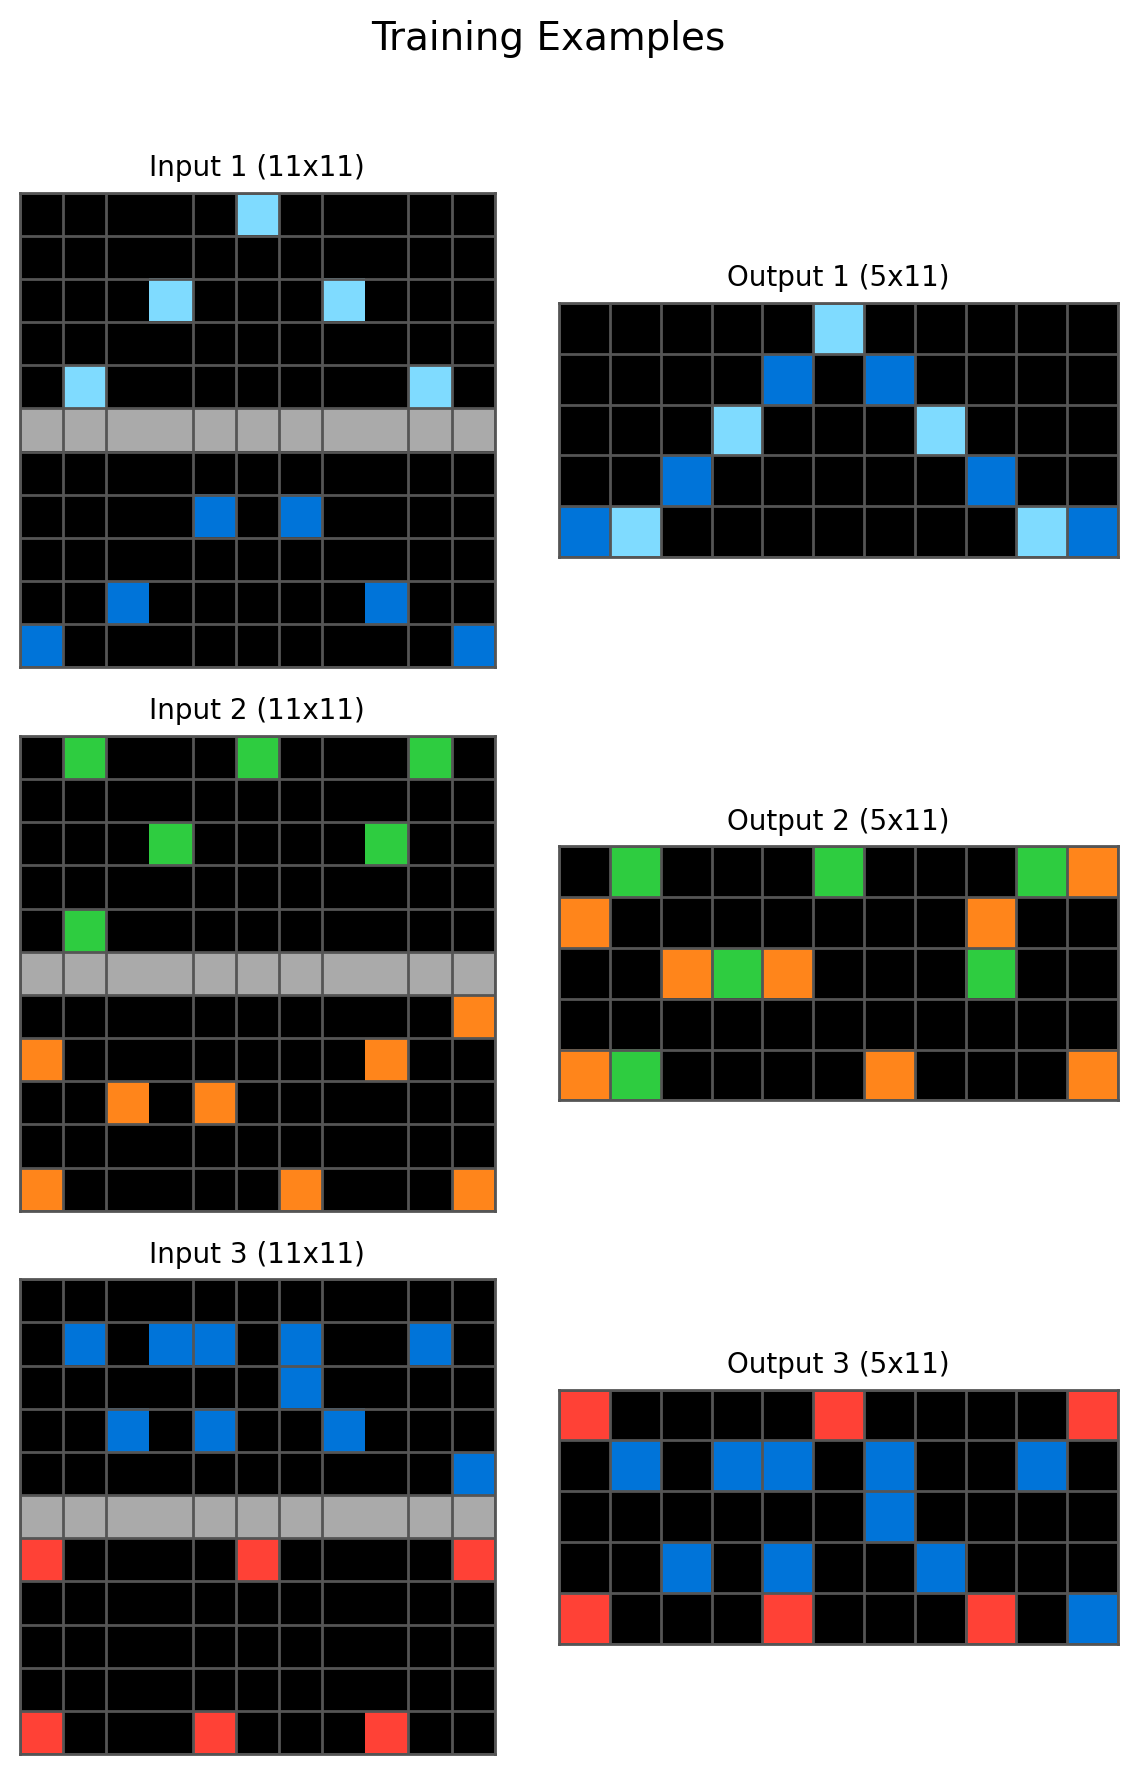 Training Examples
Input 1 (11x11)
Output 1 (5x11)
Input 2 (11x11)
Output 2 (5x11)
Input 3 (11x11)
Output 3 (5x11)